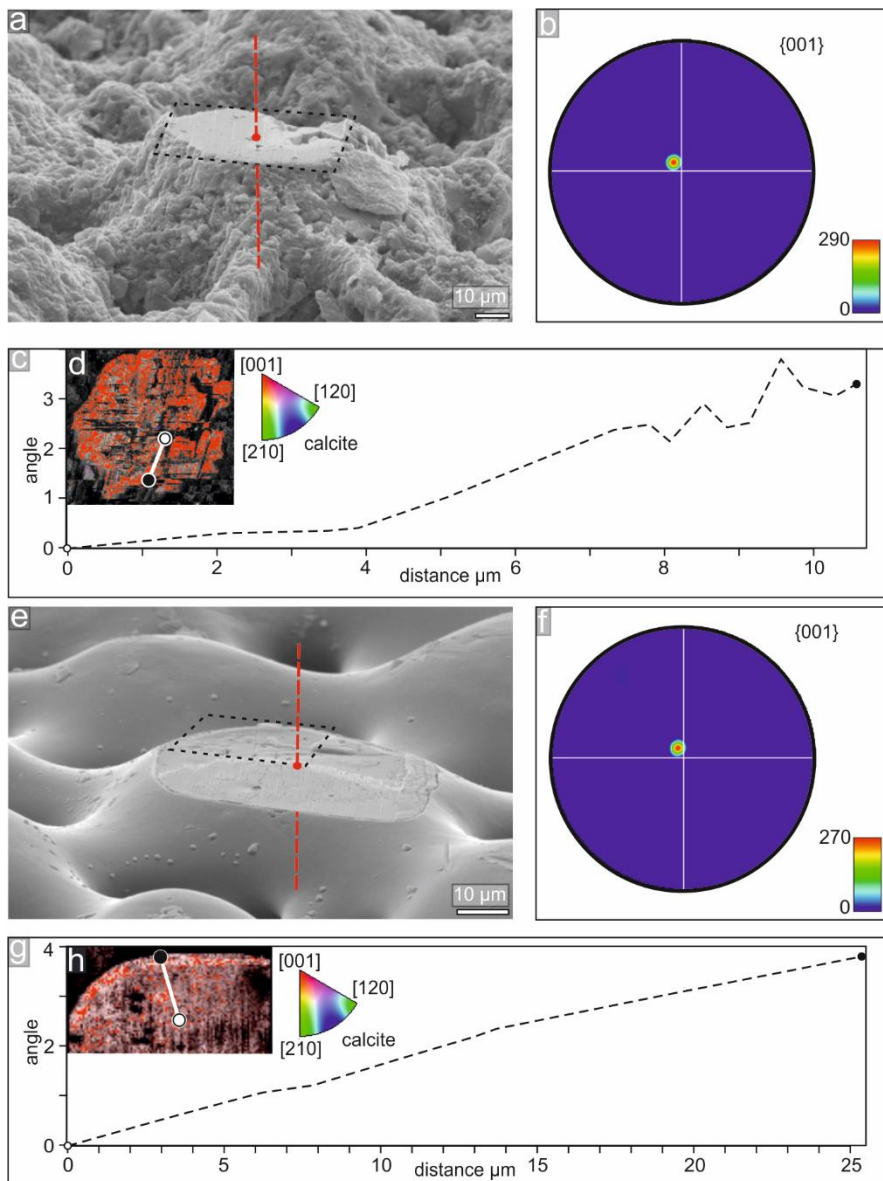 a
10 µm
b
{001}
290
0
c
d
[001]
[120]
[210]
calcite
angle
3
2
1
0
0 2 4 6 8 10
distance µm
e
10 µm
f
{001}
270
0
g
h
[001]
[120]
[210]
calcite
angle
4
2
0
0 5 10 15 20 25
distance µm